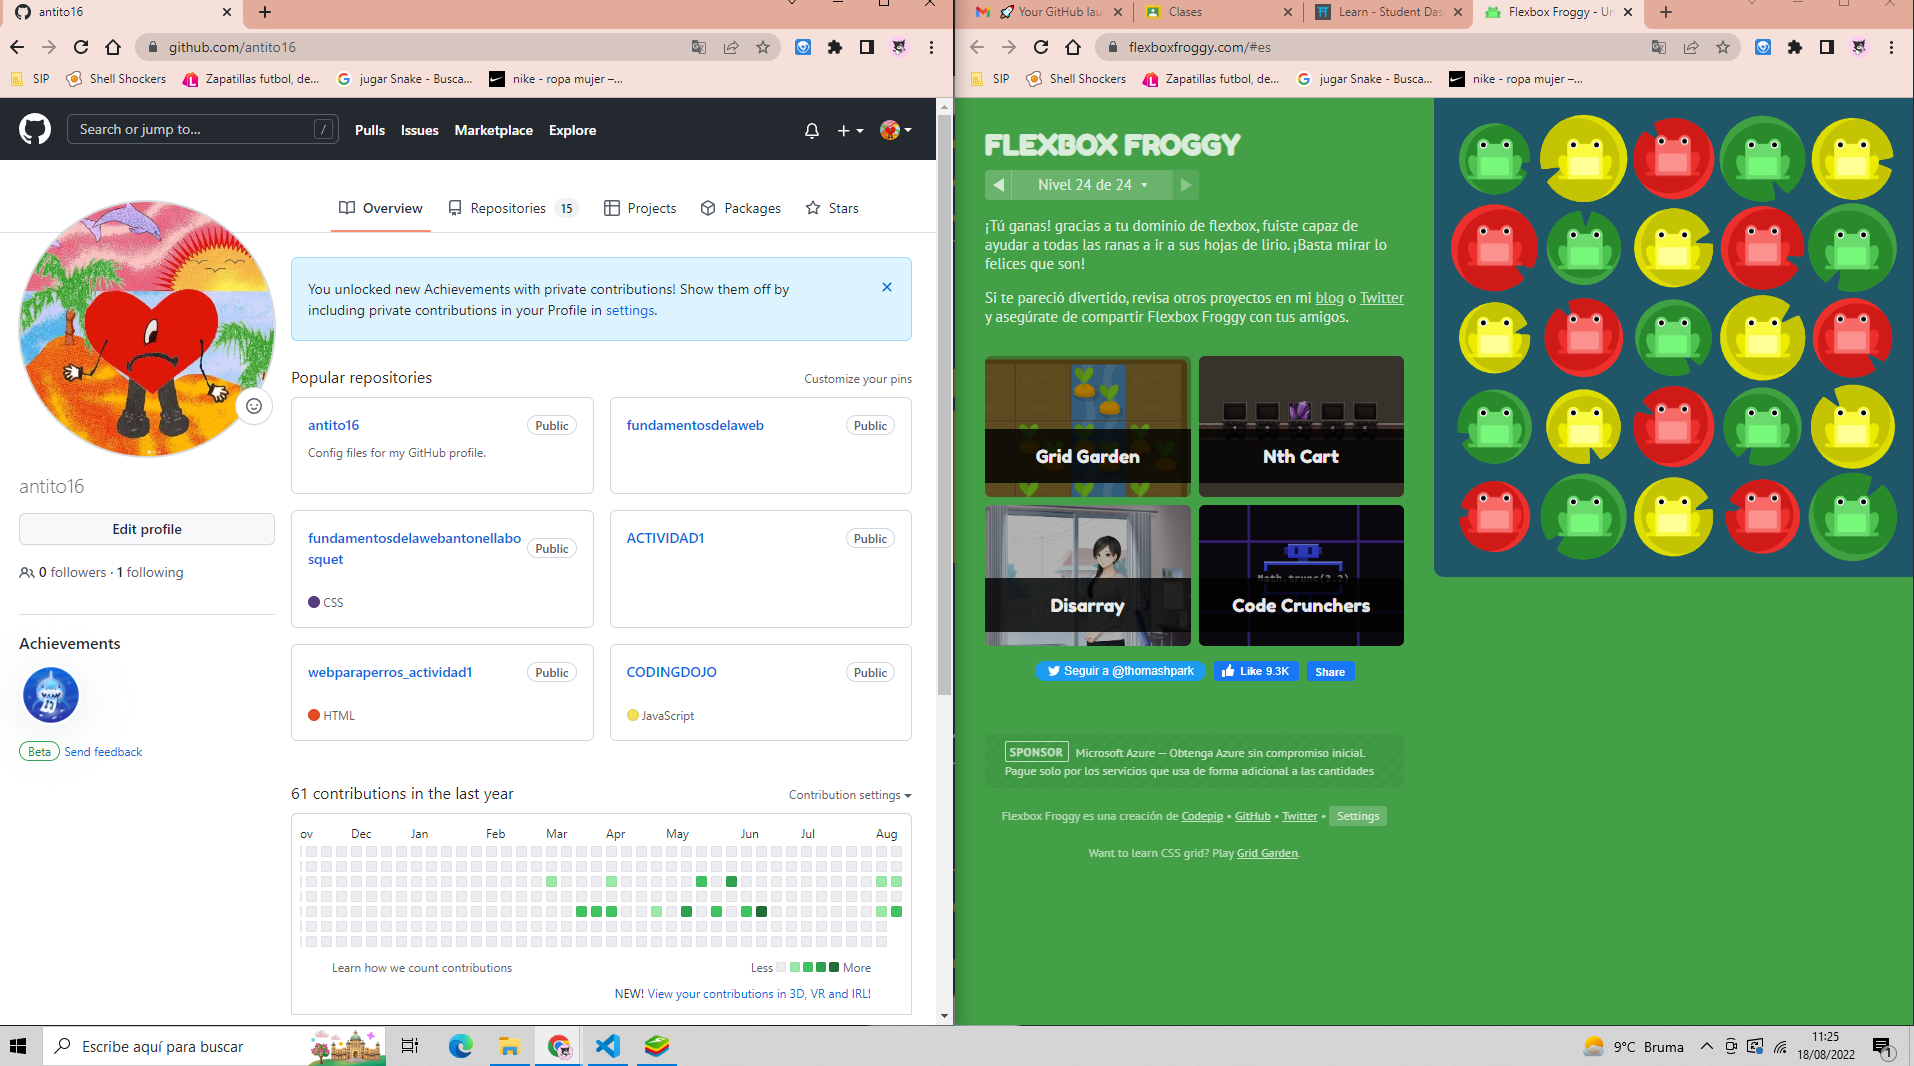 antito16
github.com/antito16
SIP
Shell Shockers
Zapatillas futbol, de...
jugar Snake - Busca...
nike - ropa mujer –...
Search or jump to...
/
Pulls
Issues
Marketplace
Explore
Overview
Repositories 15
Projects
Packages
Stars
You unlocked new Achievements with private contributions! Show them off by
including private contributions in your Profile in settings.
Popular repositories
Customize your pins
antito16
Public
Config files for my GitHub profile.
fundamentosdelaweb
Public
fundamentosdelawebantonellabo
squet
Public
CSS
ACTIVIDAD1
Public
webparaperros_actividad1
Public
HTML
CODINGDOJO
Public
JavaScript
antito16
Edit profile
0 followers · 1 following
Achievements
Beta Send feedback
61 contributions in the last year
Contribution settings
ov Dec Jan Feb Mar Apr May Jun Jul Aug
Learn how we count contributions
Less More
NEW! View your contributions in 3D, VR and IRL!
Your GitHub lau
Clases
Learn - Student Das
Flexbox Froggy - Un
flexboxfroggy.com/#es
SIP
Shell Shockers
Zapatillas futbol, de...
jugar Snake - Busca...
nike - ropa mujer –...
FLEXBOX FROGGY
Nivel 24 de 24
¡Tú ganas! gracias a tu dominio de flexbox, fuiste capaz de
ayudar a todas las ranas a ir a sus hojas de lirio. ¡Basta mirar lo
felices que son!
Si te pareció divertido, revisa otros proyectos en mi blog o Twitter
y asegúrate de compartir Flexbox Froggy con tus amigos.
Grid Garden
Nth Cart
Disarray
Math.trunc(3.2)
Code Crunchers
Seguir a @thomashpark
Like 9.3K
Share
SPONSOR Microsoft Azure — Obtenga Azure sin compromiso inicial.
Pague solo por los servicios que usa de forma adicional a las cantidades
Flexbox Froggy es una creación de Codepip • GitHub • Twitter • Settings
Want to learn CSS grid? Play Grid Garden.
Escribe aquí para buscar
9°C Bruma
11:25
18/08/2022
1